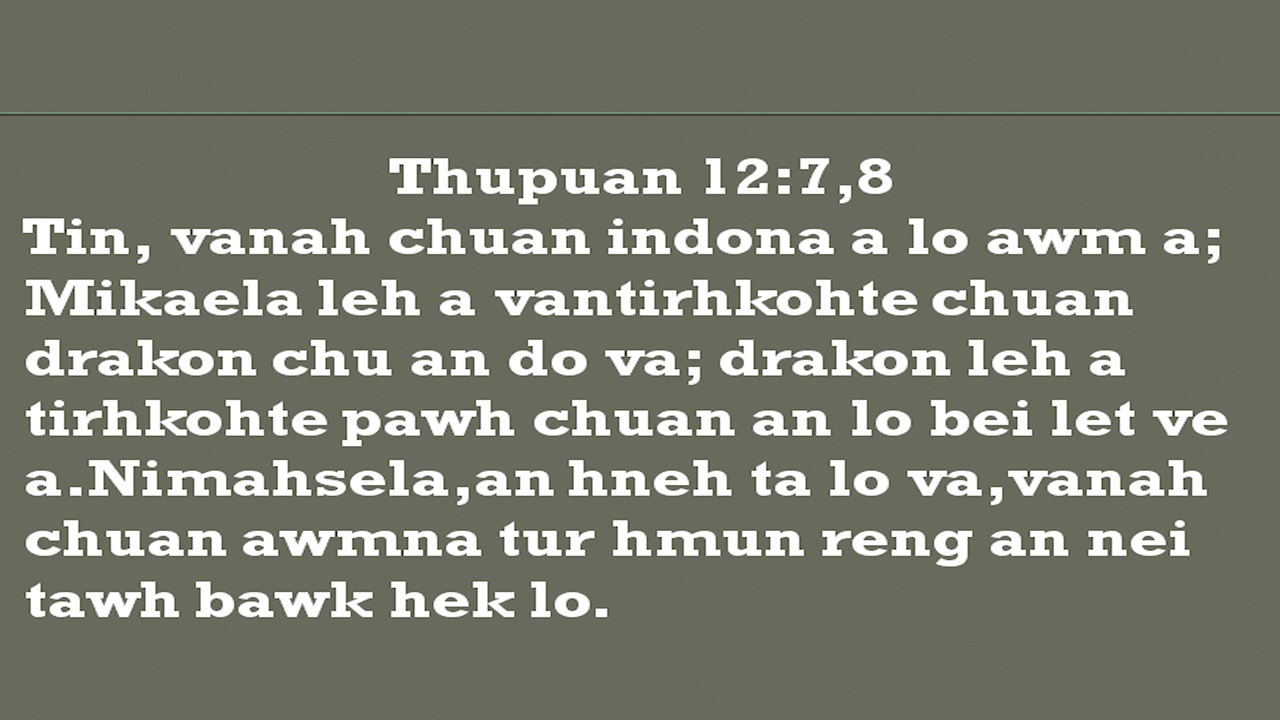 Thupuan 12:7,8
Tin, vanah chuan indona a lo awm a;
Mikaela leh a vantirhkohte chuan
drakon chu an do va; drakon leh a
tirhkohte pawh chuan an lo bei let ve
a.Nimahsela,an hneh ta lo va,vanah
chuan awmna tur hmun reng an nei
tawh bawk hek lo.